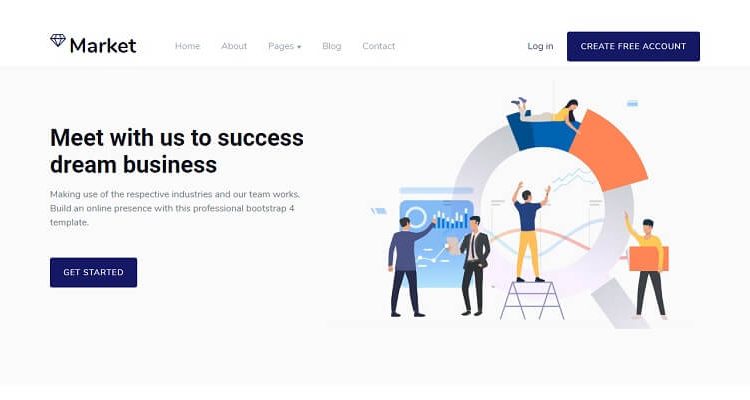 Market
Home
About
Pages
Blog
Contact
Log in
CREATE FREE ACCOUNT
Meet with us to success
dream business
Making use of the respective industries and our team works.
Build an online presence with this professional bootstrap 4
template.
GET STARTED